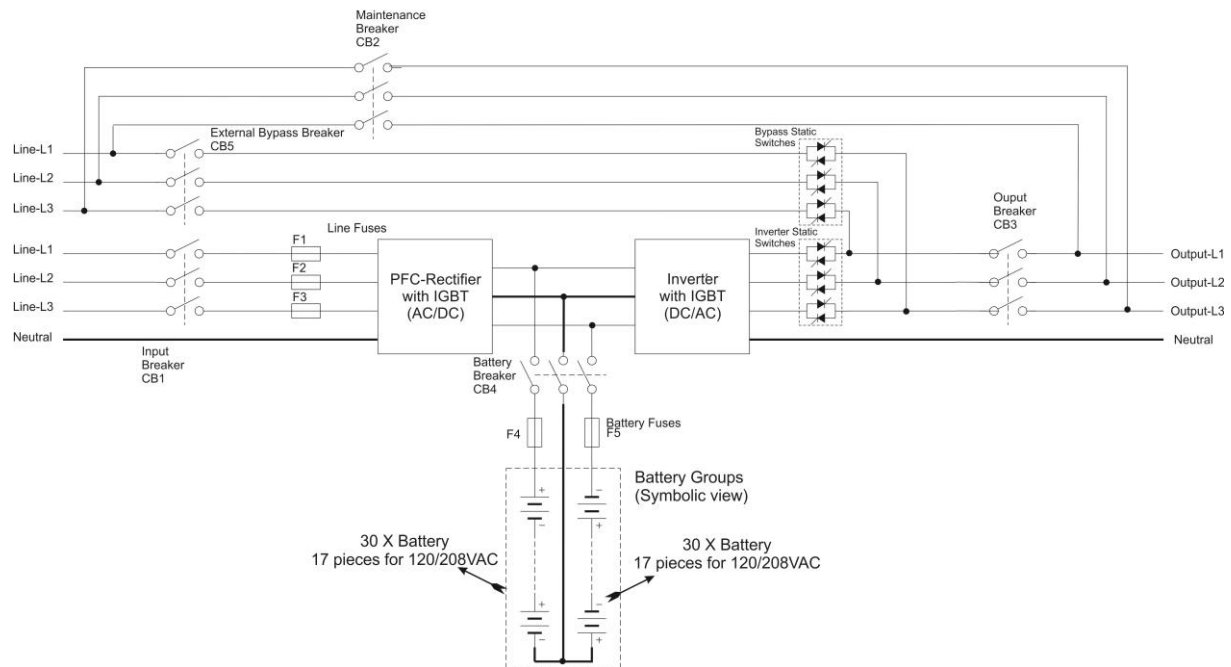 Maintenance
Breaker
CB2
External Bypass Breaker
CB5
Bypass Static
Switches
Line-L1
Line-L2
Line-L3
Line Fuses
Inverter Static
Switches
Ouput
Breaker
CB3
Line-L1
Line-L2
Line-L3
Neutral
F1
F2
F3
PFC-Rectifier
with IGBT
(AC/DC)
Inverter
with IGBT
(DC/AC)
Output-L1
Output-L2
Output-L3
Neutral
Input
Breaker
CB1
Battery
Breaker
CB4
F4
Battery Fuses
F5
Battery Groups
(Symbolic view)
+
−
+
−
−
+
−
+
30 X Battery
17 pieces for 120/208VAC
30 X Battery
17 pieces for 120/208VAC